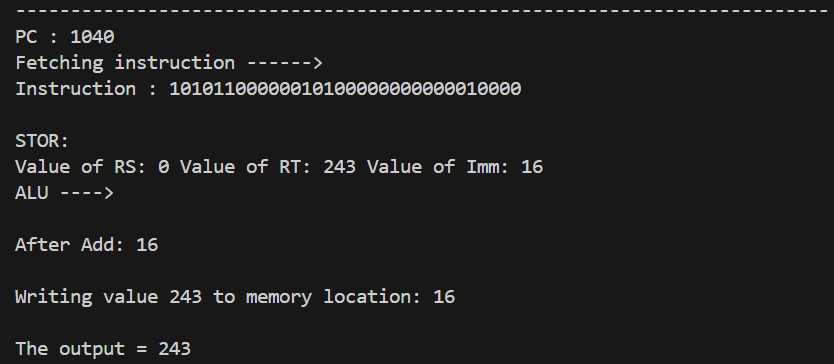 --------------------------------------------------------------------------
PC : 1040
Fetching instruction ------>
Instruction : 10101100000010100000000000010000
STOR:
Value of RS: 0 Value of RT: 243 Value of Imm: 16
ALU ---->
After Add: 16
Writing value 243 to memory location: 16
The output = 243